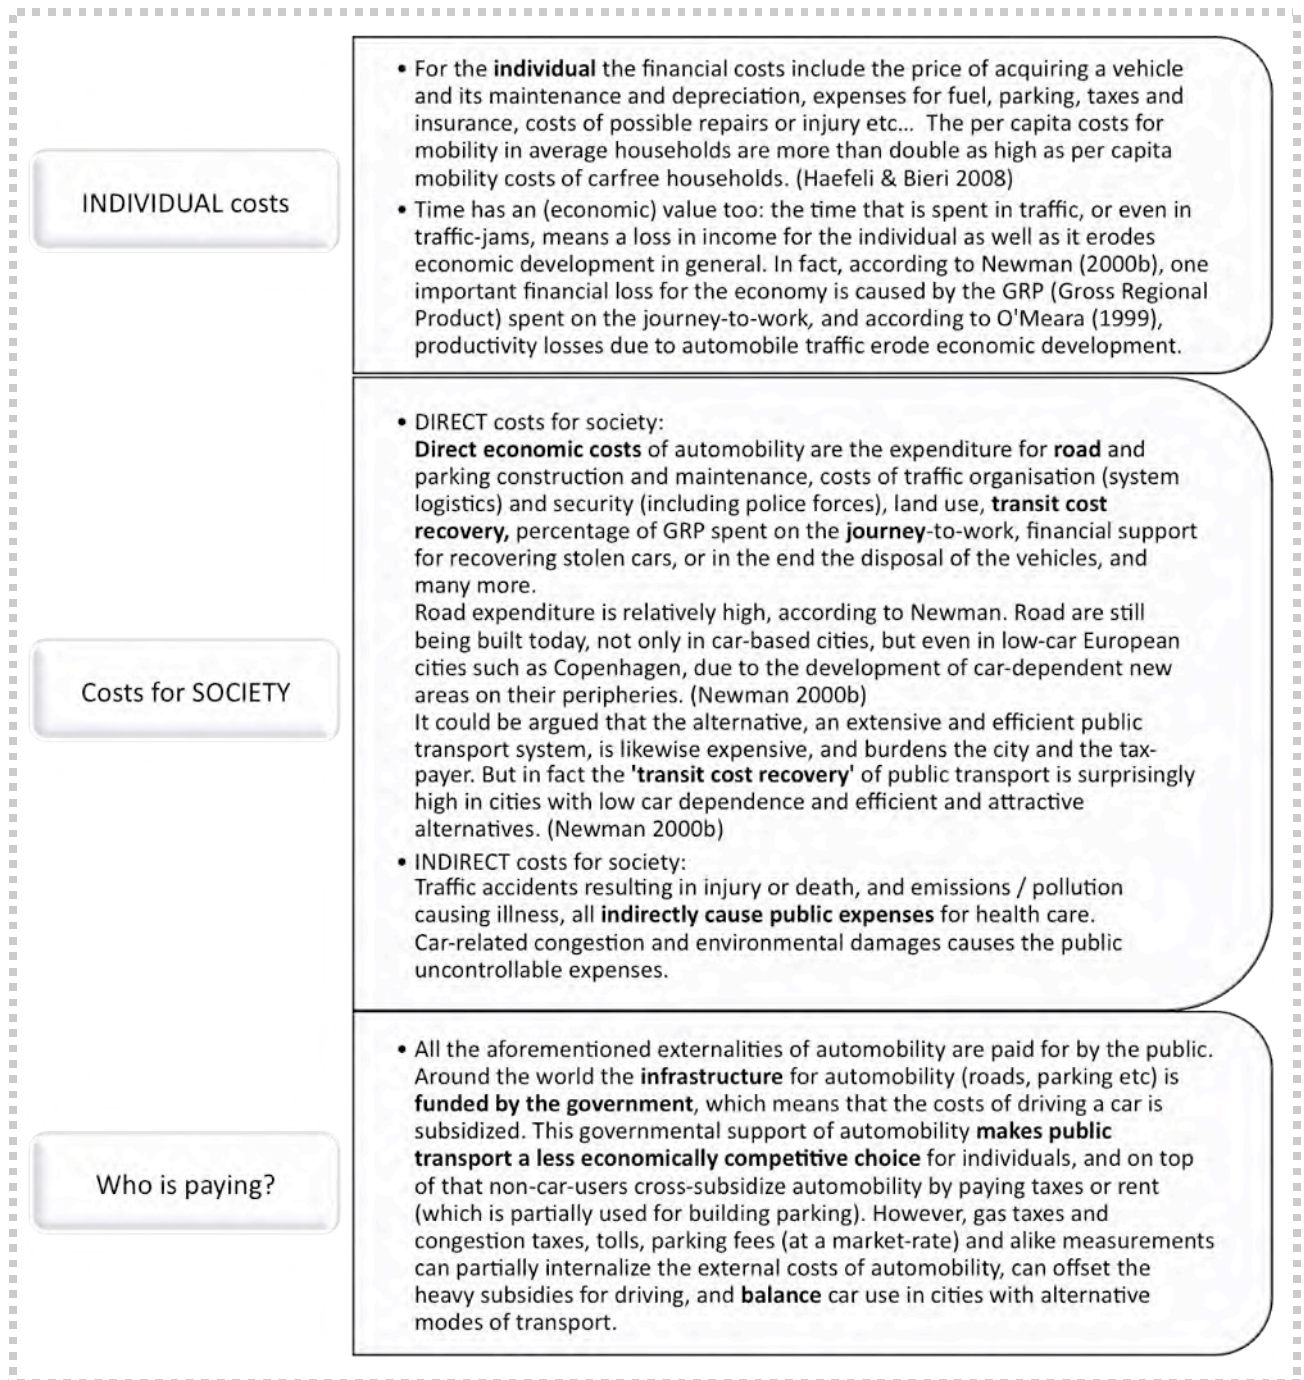 INDIVIDUAL costs
• For the individual the financial costs include the price of acquiring a vehicle
and its maintenance and depreciation, expenses for fuel, parking, taxes and
insurance, costs of possible repairs or injury etc... The per capita costs for
mobility in average households are more than double as high as per capita
mobility costs of carfree households. (Haefeli & Bieri 2008)
• Time has an (economic) value too: the time that is spent in traffic, or even in
traffic-jams, means a loss in income for the individual as well as it erodes
economic development in general. In fact, according to Newman (2000b), one
important financial loss for the economy is caused by the GRP (Gross Regional
Product) spent on the journey-to-work, and according to O'Meara (1999),
productivity losses due to automobile traffic erode economic development.
Costs for SOCIETY
• DIRECT costs for society:
Direct economic costs of automobility are the expenditure for road and
parking construction and maintenance, costs of traffic organisation (system
logistics) and security (including police forces), land use, transit cost
recovery, percentage of GRP spent on the journey-to-work, financial support
for recovering stolen cars, or in the end the disposal of the vehicles, and
many more.
Road expenditure is relatively high, according to Newman. Road are still
being built today, not only in car-based cities, but even in low-car European
cities such as Copenhagen, due to the development of car-dependent new
areas on their peripheries. (Newman 2000b)
It could be argued that the alternative, an extensive and efficient public
transport system, is likewise expensive, and burdens the city and the tax-
payer. But in fact the 'transit cost recovery' of public transport is surprisingly
high in cities with low car dependence and efficient and attractive
alternatives. (Newman 2000b)
• INDIRECT costs for society:
Traffic accidents resulting in injury or death, and emissions / pollution
causing illness, all indirectly cause public expenses for health care.
Car-related congestion and environmental damages causes the public
uncontrollable expenses.
Who is paying?
• All the aforementioned externalities of automobility are paid for by the public.
Around the world the infrastructure for automobility (roads, parking etc) is
funded by the government, which means that the costs of driving a car is
subsidized. This governmental support of automobility makes public
transport a less economically competitive choice for individuals, and on top
of that non-car-users cross-subsidize automobility by paying taxes or rent
(which is partially used for building parking). However, gas taxes and
congestion taxes, tolls, parking fees (at a market-rate) and alike measurements
can partially internalize the external costs of automobility, can offset the
heavy subsidies for driving, and balance car use in cities with alternative
modes of transport.